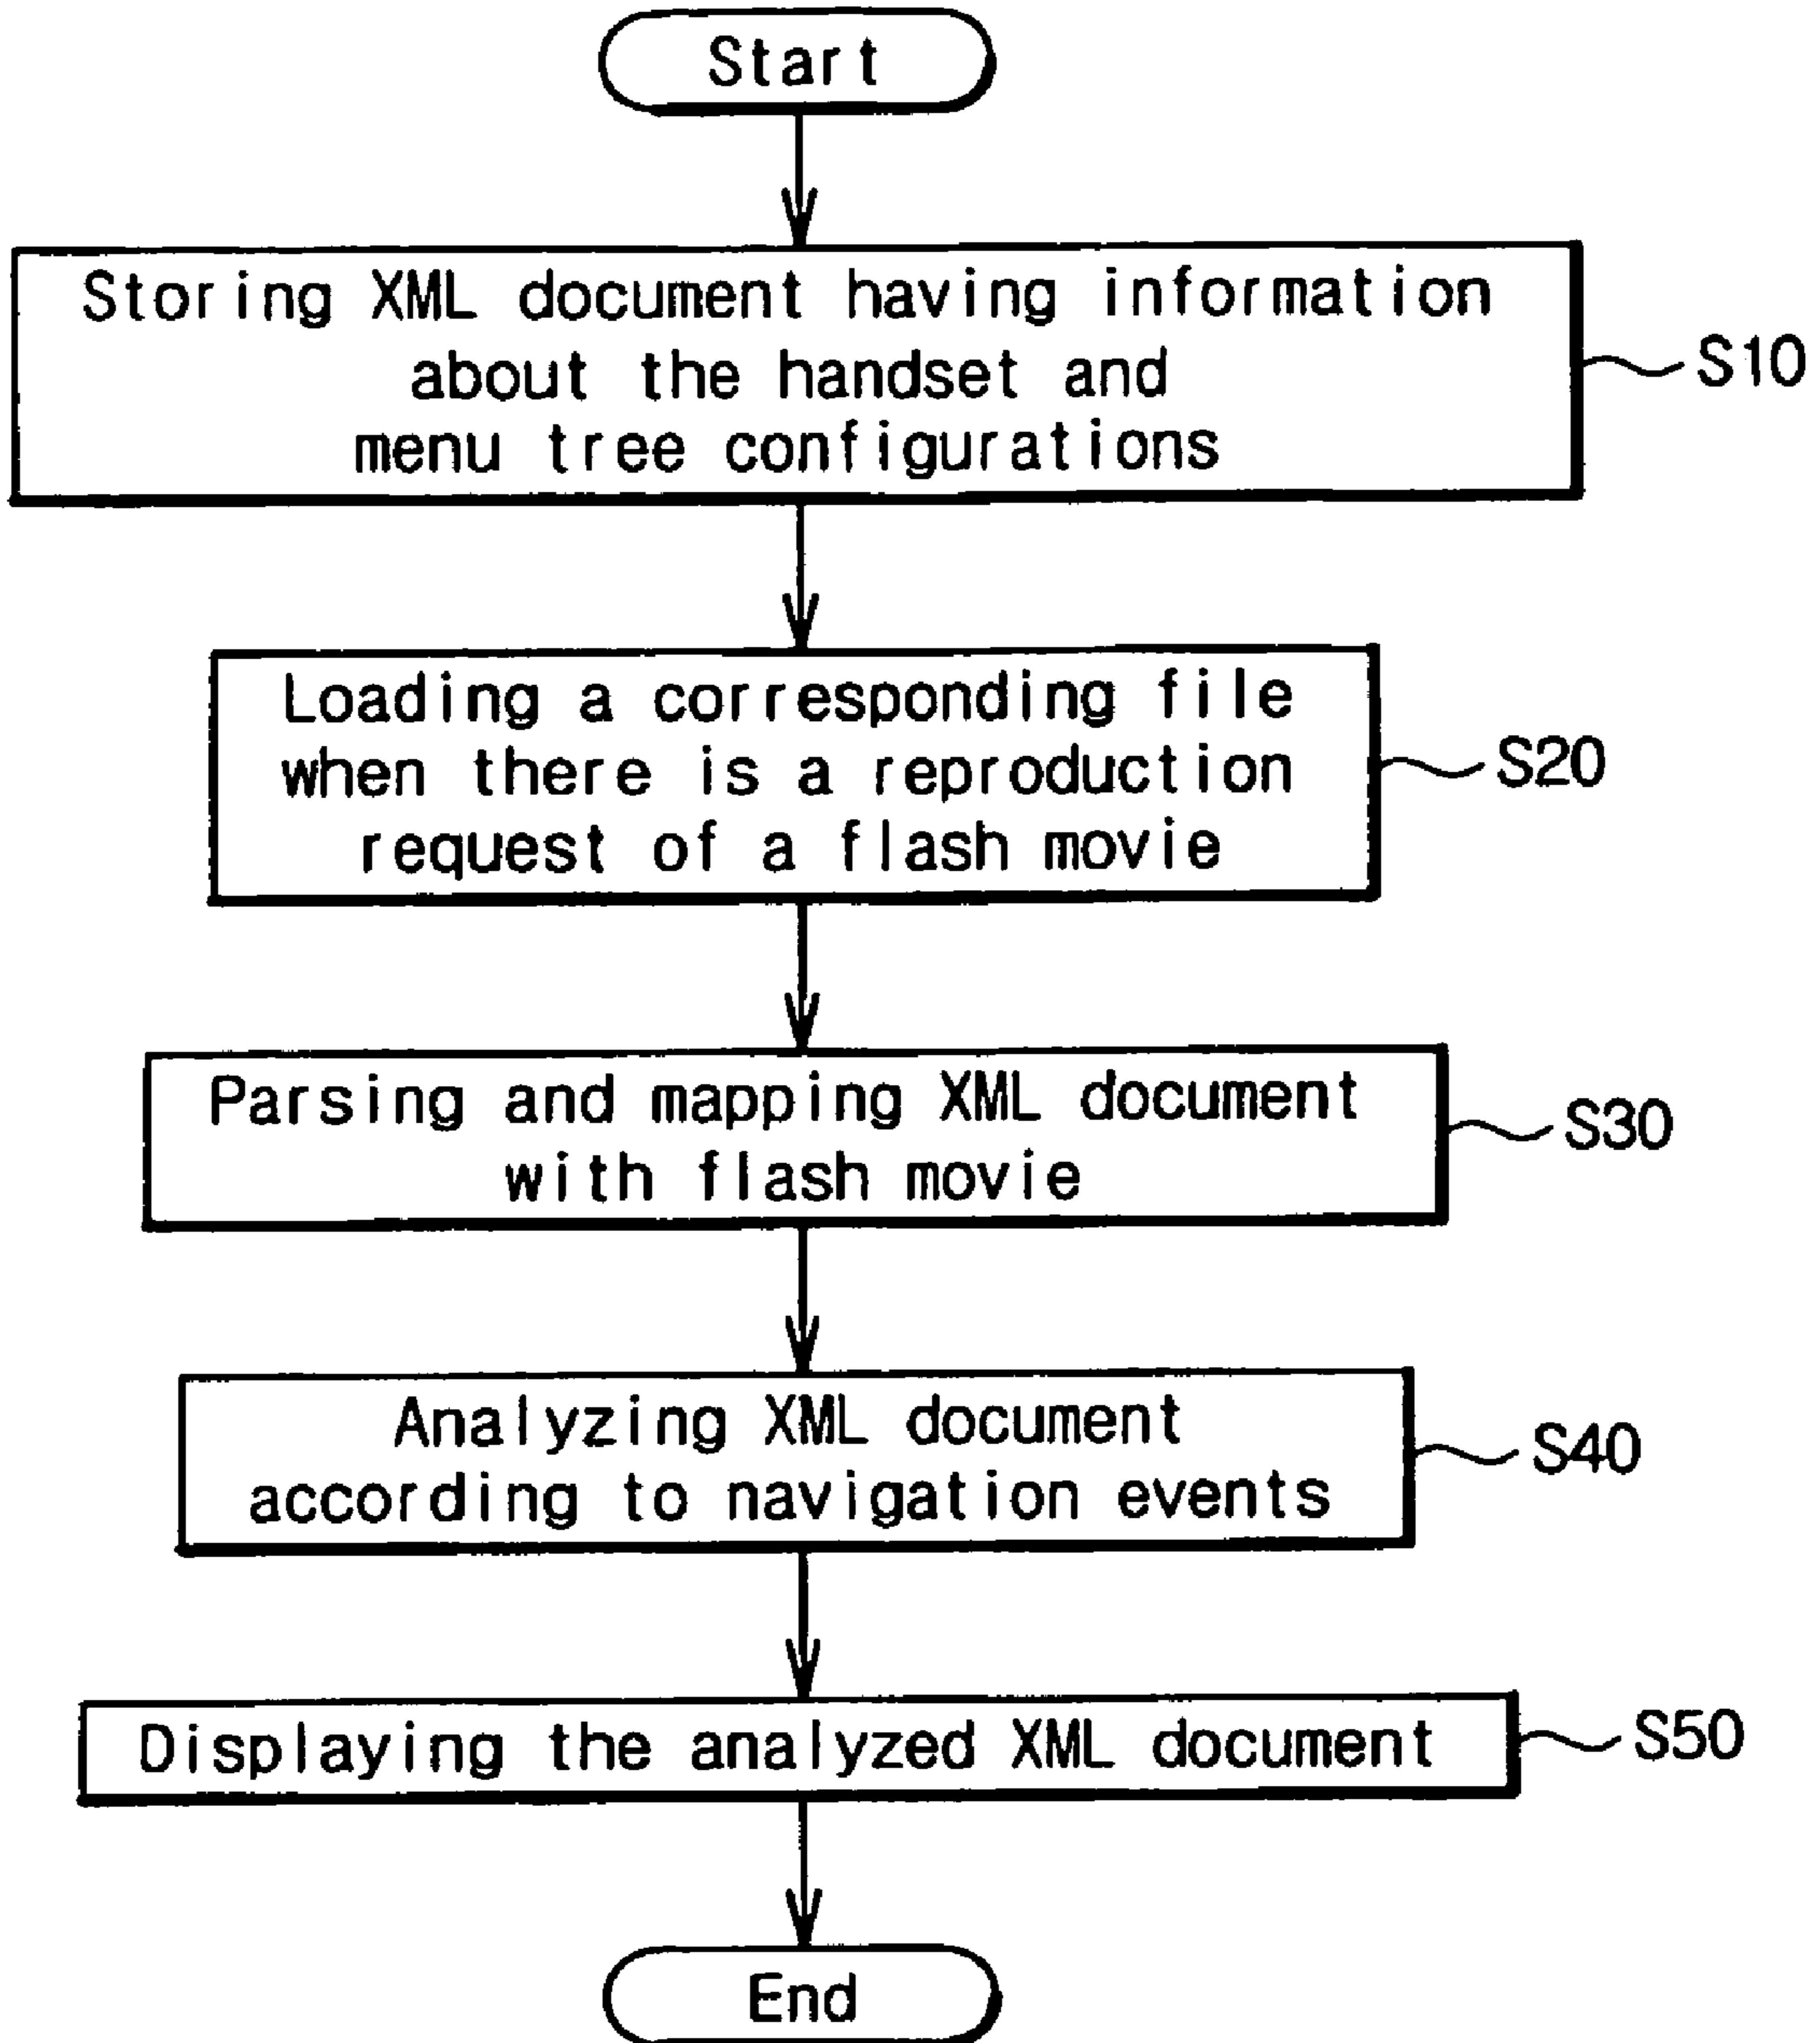 Start
Storing XML document having information
about the handset and
menu tree configurations
S10
Loading a corresponding file
when there is a reproduction
request of a flash movie
S20
Parsing and mapping XML document
with flash movie
S30
Analyzing XML document
according to navigation events
S40
Displaying the analyzed XML document
S50
End